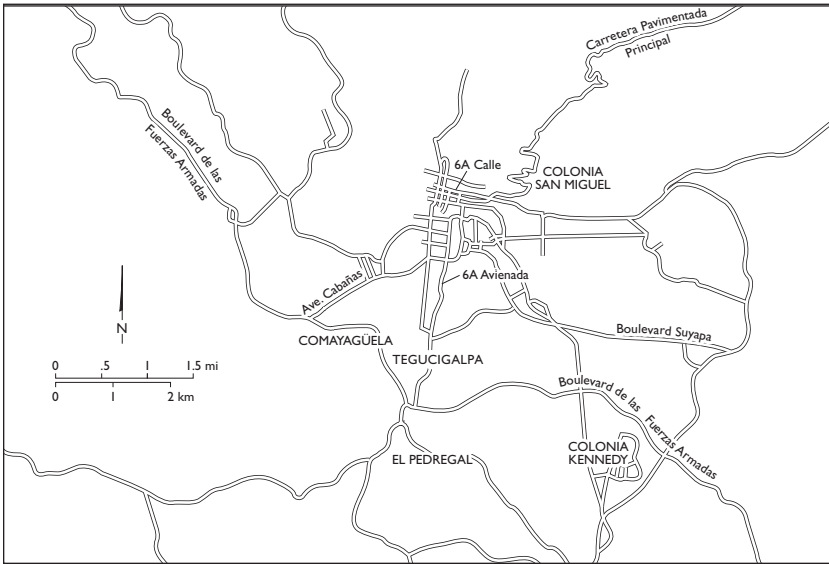 Carretera Pavimentada
Principal
Boulevard de las
Fuerzas Armadas
6A Calle
COLONIA
SAN MIGUEL
Ave. Cabañas
6A Avienada
N
COMAYAGÜELA
Boulevard Suyapa
TEGUCIGALPA
0 .5 1 1.5 mi
0 1 2 km
Boulevard de las
Fuerzas Armadas
COLONIA
KENNEDY
EL PEDREGAL